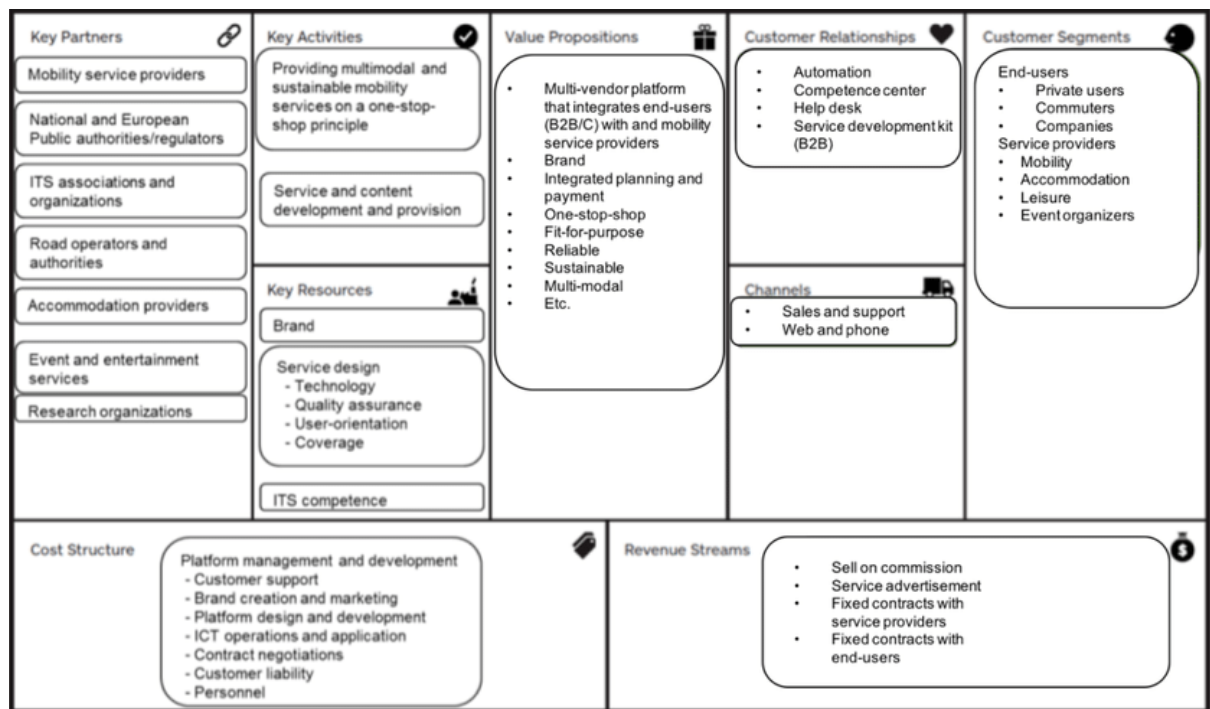 Key Partners
Mobility service providers
National and European
Public authorities/regulators
ITS associations and
organizations
Road operators and
authorities
Accommodation providers
Event and entertainment
services
Research organizations
Key Activities
Providing multimodal and
sustainable mobility
services on a one-stop-
shop principle
Service and content
development and provision
Key Resources
Brand
Service design
- Technology
- Quality assurance
- User-orientation
- Coverage
ITS competence
Value Propositions
• Multi-vendor platform
that integrates end-users
(B2B/C) with and mobility
service providers
• Brand
• Integrated planning and
payment
• One-stop-shop
• Fit-for-purpose
• Reliable
• Sustainable
• Multi-modal
• Etc.
Customer Relationships
• Automation
• Competence center
• Help desk
• Service development kit
(B2B)
Channels
• Sales and support
• Web and phone
Customer Segments
End-users
• Private users
• Commuters
• Companies
Service providers
• Mobility
• Accommodation
• Leisure
• Event organizers
Cost Structure
Platform management and development
- Customer support
- Brand creation and marketing
- Platform design and development
- ICT operations and application
- Contract negotiations
- Customer liability
- Personnel
Revenue Streams
• Sell on commission
• Service advertisement
• Fixed contracts with
service providers
• Fixed contracts with
end-users
$